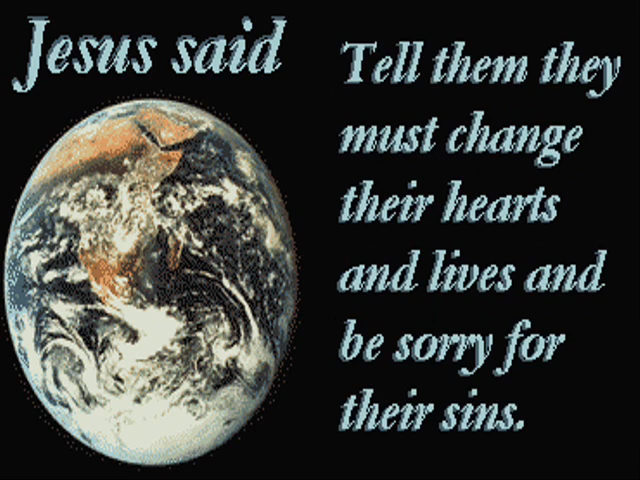 Jesus said
Tell them they
must change
their hearts
and lives and
be sorry for
their sins.